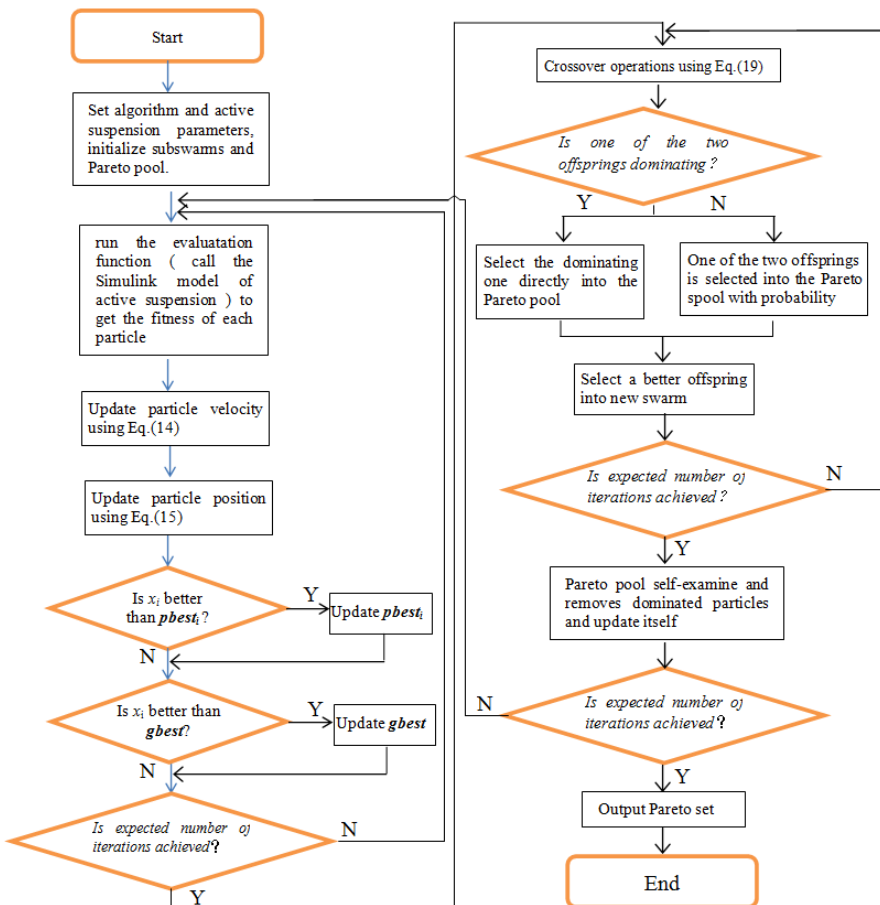 Start
Set algorithm and active
suspension parameters,
initialize subswarms and
Pareto pool.
run the evaluatation
function ( call the
Simulink model of
active suspension ) to
get the fitness of each
particle
Update particle velocity
using Eq.(14)
Update particle position
using Eq.(15)
Is xi better
than pbesti?
Y
Update pbesti
N
Is xi better than
gbest?
Y
Update gbest
N
Is expected number oj
iterations achieved?
N
Y
Crossover operations using Eq.(19)
Is one of the two
offsprings dominating?
Y
N
Select the dominating
one directly into the
Pareto pool
One of the two offsprings
is selected into the Pareto
spool with probability
Select a better offspring
into new swarm
Is expected number oj
iterations achieved?
N
Y
Pareto pool self-examine and
removes dominated particles
and update itself
Is expected number oj
iterations achieved?
N
Y
Output Pareto set
End